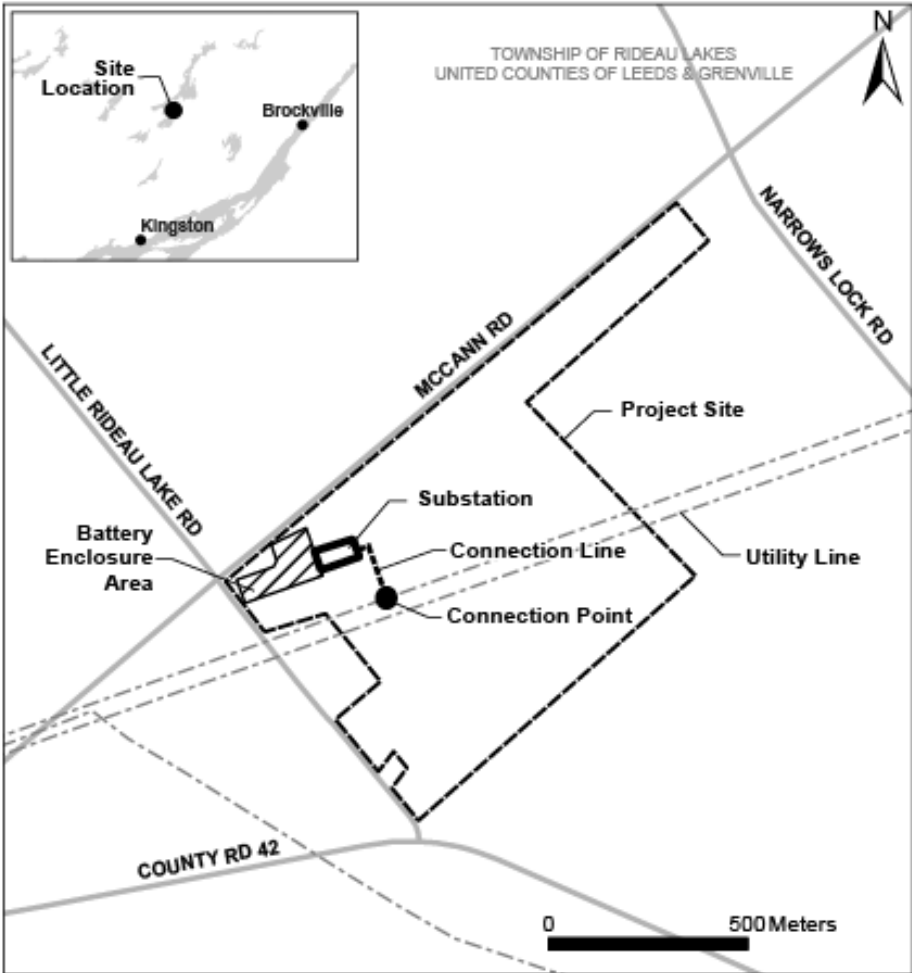 N
TOWNSHIP OF RIDEAU LAKES
UNITED COUNTIES OF LEEDS & GRENVILLE
Site
Location
Brockville
Kingston
NARROWS LOCK RD
MCCANN RD
LITTLE RIDEAU LAKE RD
Project Site
Substation
Battery
Enclosure
Area
Connection Line
Utility Line
Connection Point
COUNTY RD 42
0 500 Meters